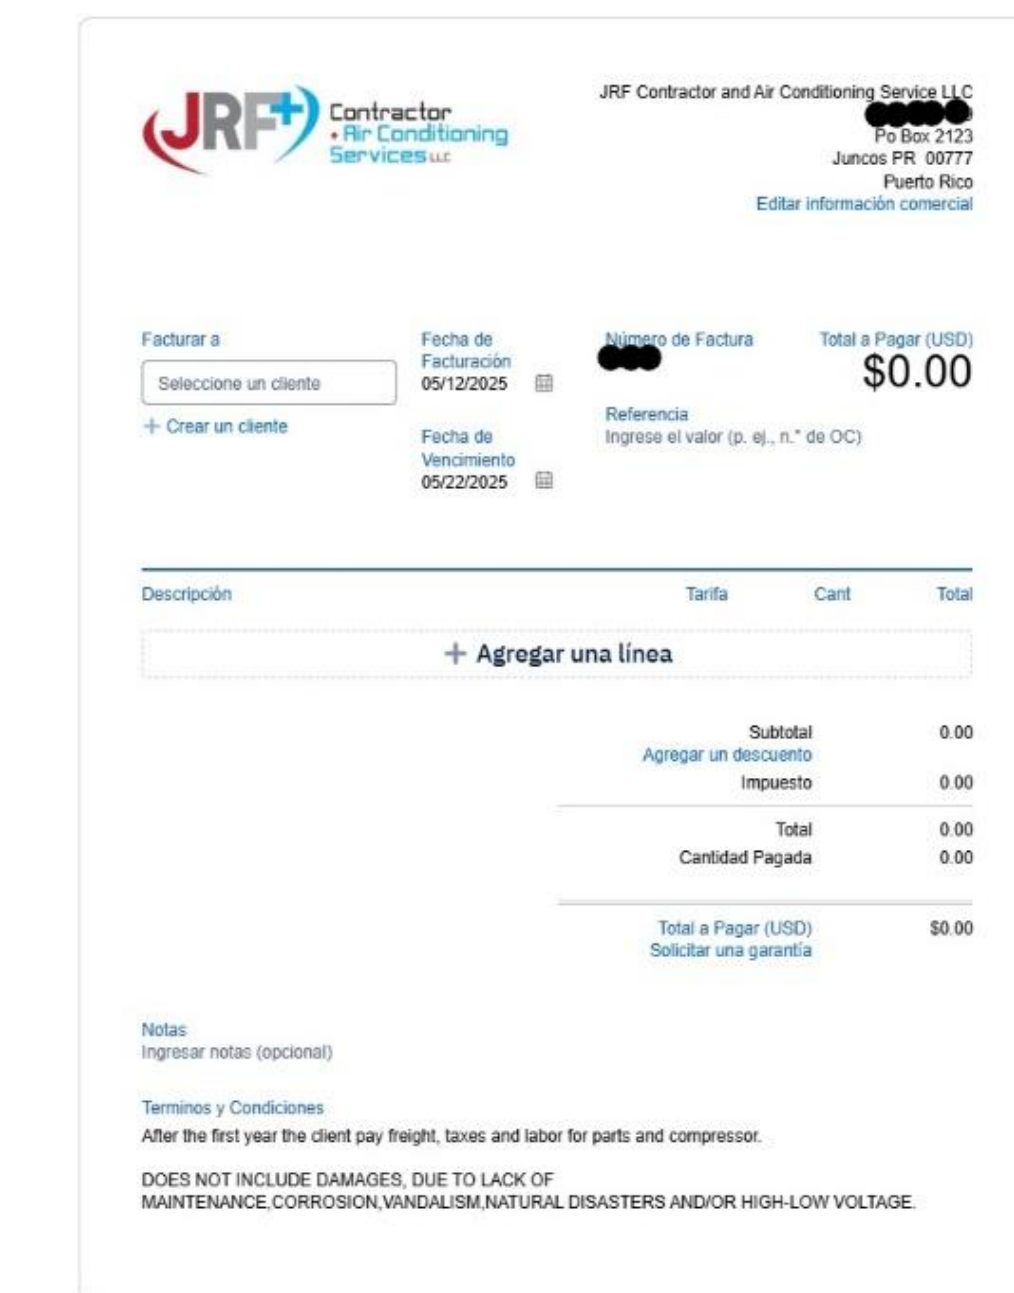 JRF+ Contractor
• Air Conditioning
Services LLC
JRF Contractor and Air Conditioning Service LLC
Po Box 2123
Juncos PR 00777
Puerto Rico
Editar información comercial
Facturar a
Seleccione un cliente
+ Crear un cliente
Fecha de
Facturación
05/12/2025
Fecha de
Vencimiento
05/22/2025
Número de Factura
Referencia
Ingrese el valor (p. ej., n.° de OC)
Total a Pagar (USD)
$0.00
Descripción Tarifa Cant Total
+ Agregar una línea
Subtotal 0.00
Agregar un descuento
Impuesto 0.00
Total 0.00
Cantidad Pagada 0.00
Total a Pagar (USD) $0.00
Solicitar una garantía
Notas
Ingresar notas (opcional)
Terminos y Condiciones
After the first year the client pay freight, taxes and labor for parts and compressor.
DOES NOT INCLUDE DAMAGES, DUE TO LACK OF
MAINTENANCE,CORROSION,VANDALISM,NATURAL DISASTERS AND/OR HIGH-LOW VOLTAGE.